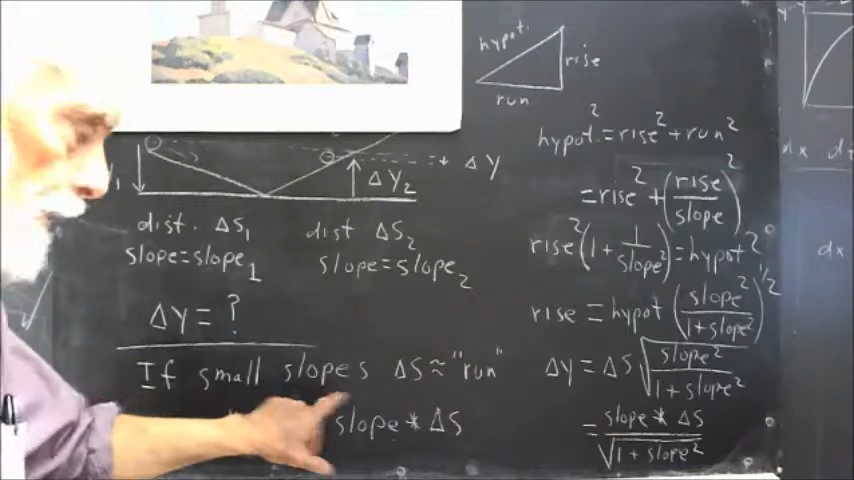 hypot.
rise
run
ΔY
ΔY₂
dist. ΔS₁
slope=slope₁
dist ΔS₂
slope=slope₂
ΔY = ?
If small slopes ΔS ≈ "run"
slope * ΔS
hypot² = rise² + run²
= rise² + (rise/slope)²
rise² (1 + 1/slope²) = hypot²
rise = hypot (slope²/1+slope²)^1/2
ΔY = ΔS √(slope²/1+slope²)
= slope * ΔS/√(1 + slope²)
dx
dx